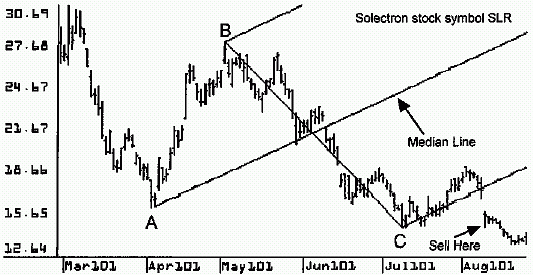 30.69
B
Solectron stock symbol SLR
27.68
24.67
Median Line
21.67
18.66
A
15.65
C
Sell Here
12.64
Mar101
Apr101
May101
Jun101
Jul101
Aug101